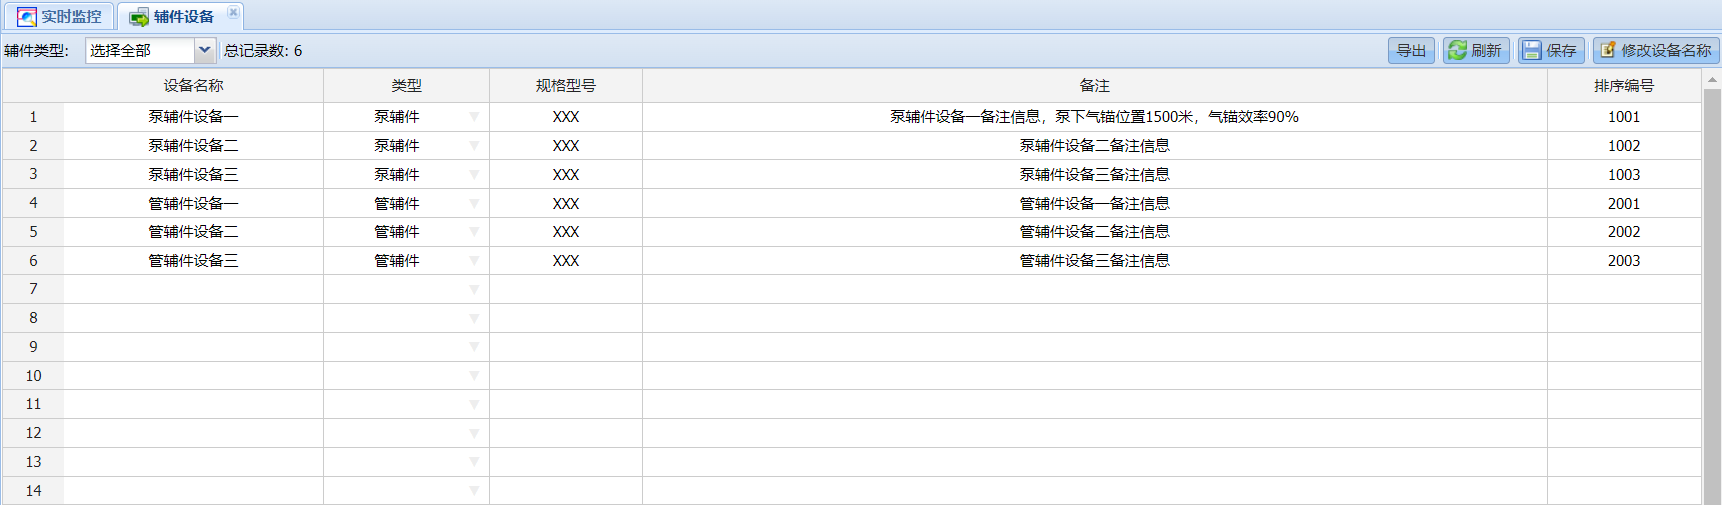 实时监控 辅件设备
辅件类型: 选择全部 总记录数: 6 导出 刷新 保存 修改设备名称
设备名称 类型 规格型号 备注 排序编号
1 泵辅件设备一 泵辅件 XXX 泵辅件设备一备注信息，泵下气锚位置1500米，气锚效率90% 1001
2 泵辅件设备二 泵辅件 XXX 泵辅件设备二备注信息 1002
3 泵辅件设备三 泵辅件 XXX 泵辅件设备三备注信息 1003
4 管辅件设备一 管辅件 XXX 管辅件设备一备注信息 2001
5 管辅件设备二 管辅件 XXX 管辅件设备二备注信息 2002
6 管辅件设备三 管辅件 XXX 管辅件设备三备注信息 2003
7
8
9
10
11
12
13
14